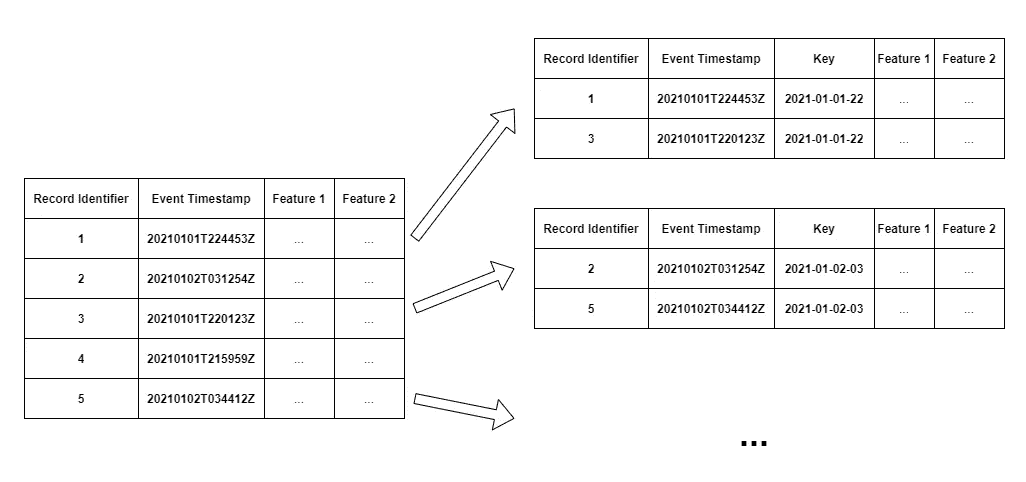 Record Identifier Event Timestamp Feature 1 Feature 2
1 20210101T224453Z ... ...
2 20210102T031254Z ... ...
3 20210101T220123Z ... ...
4 20210101T215959Z ... ...
5 20210102T034412Z ... ...
Record Identifier Event Timestamp Key Feature 1 Feature 2
1 20210101T224453Z 2021-01-01-22 ... ...
3 20210101T220123Z 2021-01-01-22 ... ...
Record Identifier Event Timestamp Key Feature 1 Feature 2
2 20210102T031254Z 2021-01-02-03 ... ...
5 20210102T034412Z 2021-01-02-03 ... ...
...